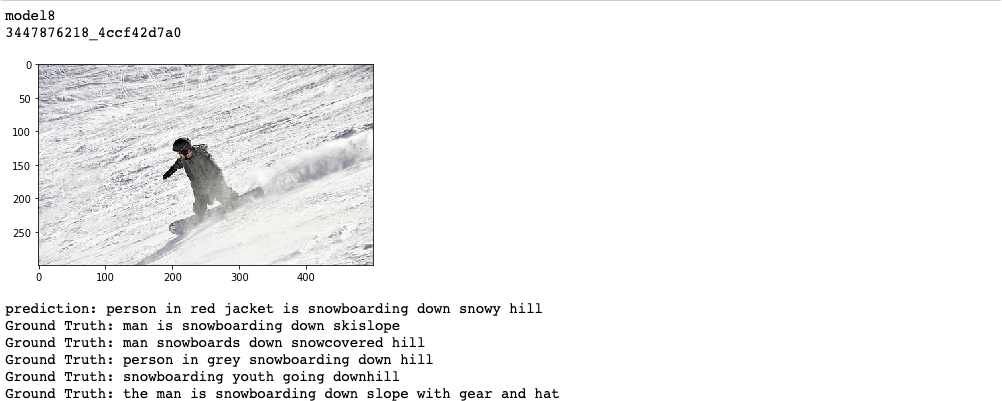 model8
3447876218_4ccf42d7a0
0
50
100
150
200
250
0 100 200 300 400
prediction: person in red jacket is snowboarding down snowy hill
Ground Truth: man is snowboarding down skislope
Ground Truth: man snowboards down snowcovered hill
Ground Truth: person in grey snowboarding down hill
Ground Truth: snowboarding youth going downhill
Ground Truth: the man is snowboarding down slope with gear and hat